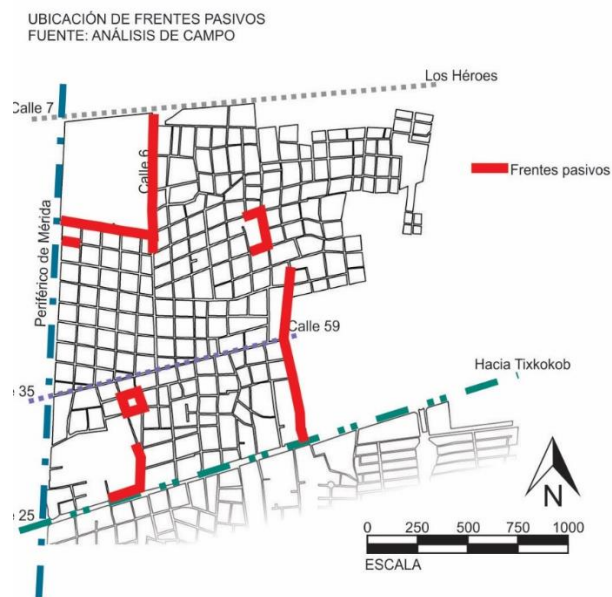 UBICACIÓN DE FRENTES PASIVOS
FUENTE: ANÁLISIS DE CAMPO
Los Héroes
Calle 7
Calle 6
Frentes pasivos
Periférico de Mérida
Calle 59
Hacia Tixkokob
35
25
N
0 250 500 750 1000
ESCALA